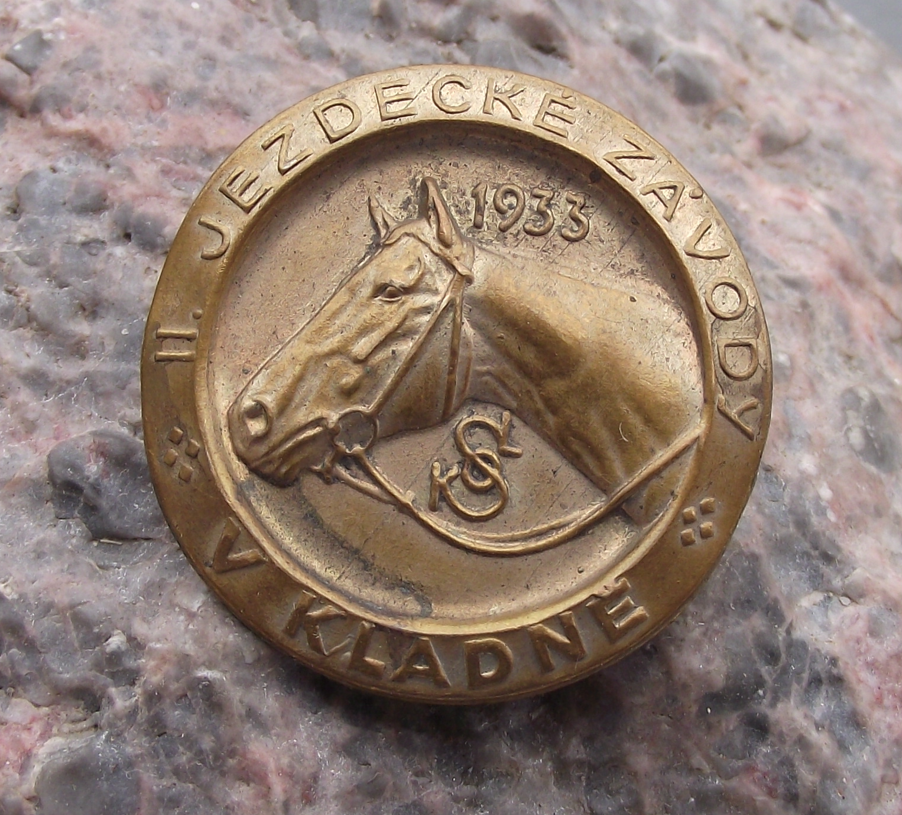 II. JEZDECKÉ ZÁVODY
V KLADNĚ
1933